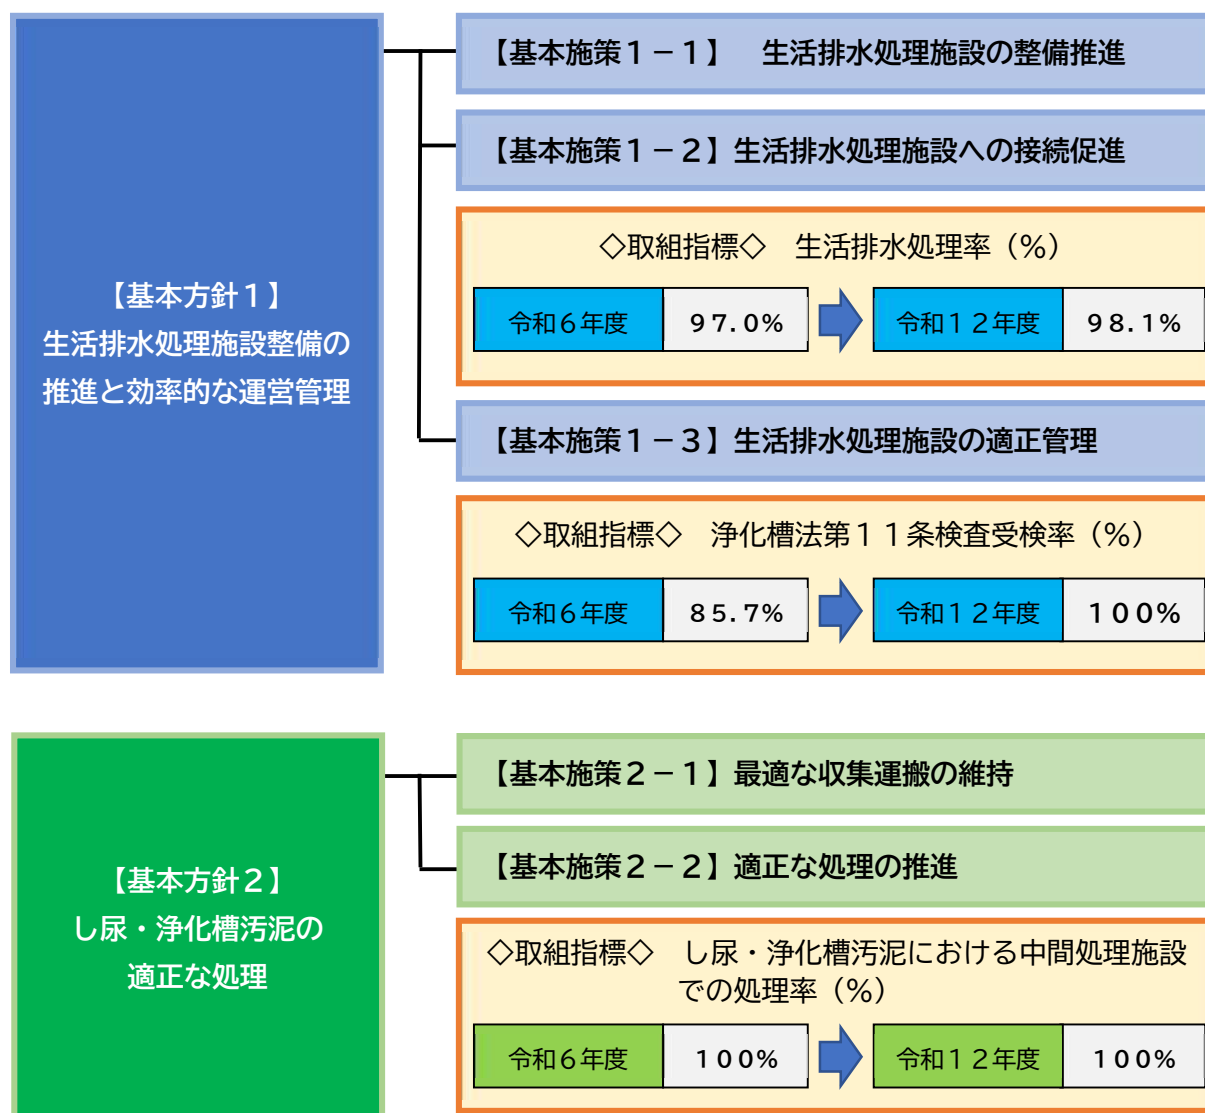 【基本方針１】
生活排水処理施設整備の
推進と効率的な運営管理
【基本施策１－１】　生活排水処理施設の整備推進
【基本施策１－２】生活排水処理施設への接続促進
◇取組指標◇　生活排水処理率（％）
令和６年度　９７.０%　令和１２年度　９８.１%
【基本施策１－３】生活排水処理施設の適正管理
◇取組指標◇　浄化槽法第１１条検査受検率（％）
令和６年度　８５.７%　令和１２年度　１００%
【基本方針２】
し尿・浄化槽汚泥の
適正な処理
【基本施策２－１】最適な収集運搬の維持
【基本施策２－２】適正な処理の推進
◇取組指標◇　し尿・浄化槽汚泥における中間処理施設
での処理率（％）
令和６年度　１００%　令和１２年度　１００%